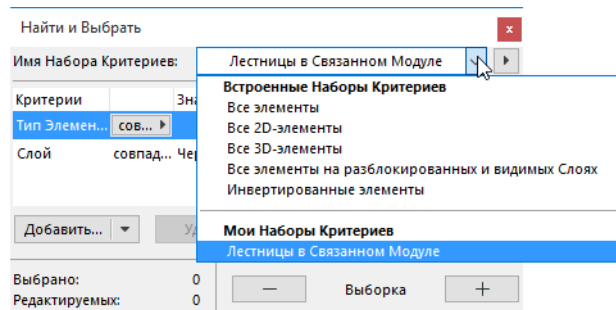 Найти и Выбрать
x
Имя Набора Критериев: Лестницы в Связанном Модуле
Встроенные Наборы Критериев
Критерии
Все элементы
Тип Элемен... сов...
Все 2D-элементы
Все 3D-элементы
Слой совпад...
Все элементы на разблокированных и видимых Слоях
Инвертированные элементы
Добавить...
Мои Наборы Критериев
Лестницы в Связанном Модуле
Выбрано: 0
Выборка
Редактируемых: 0